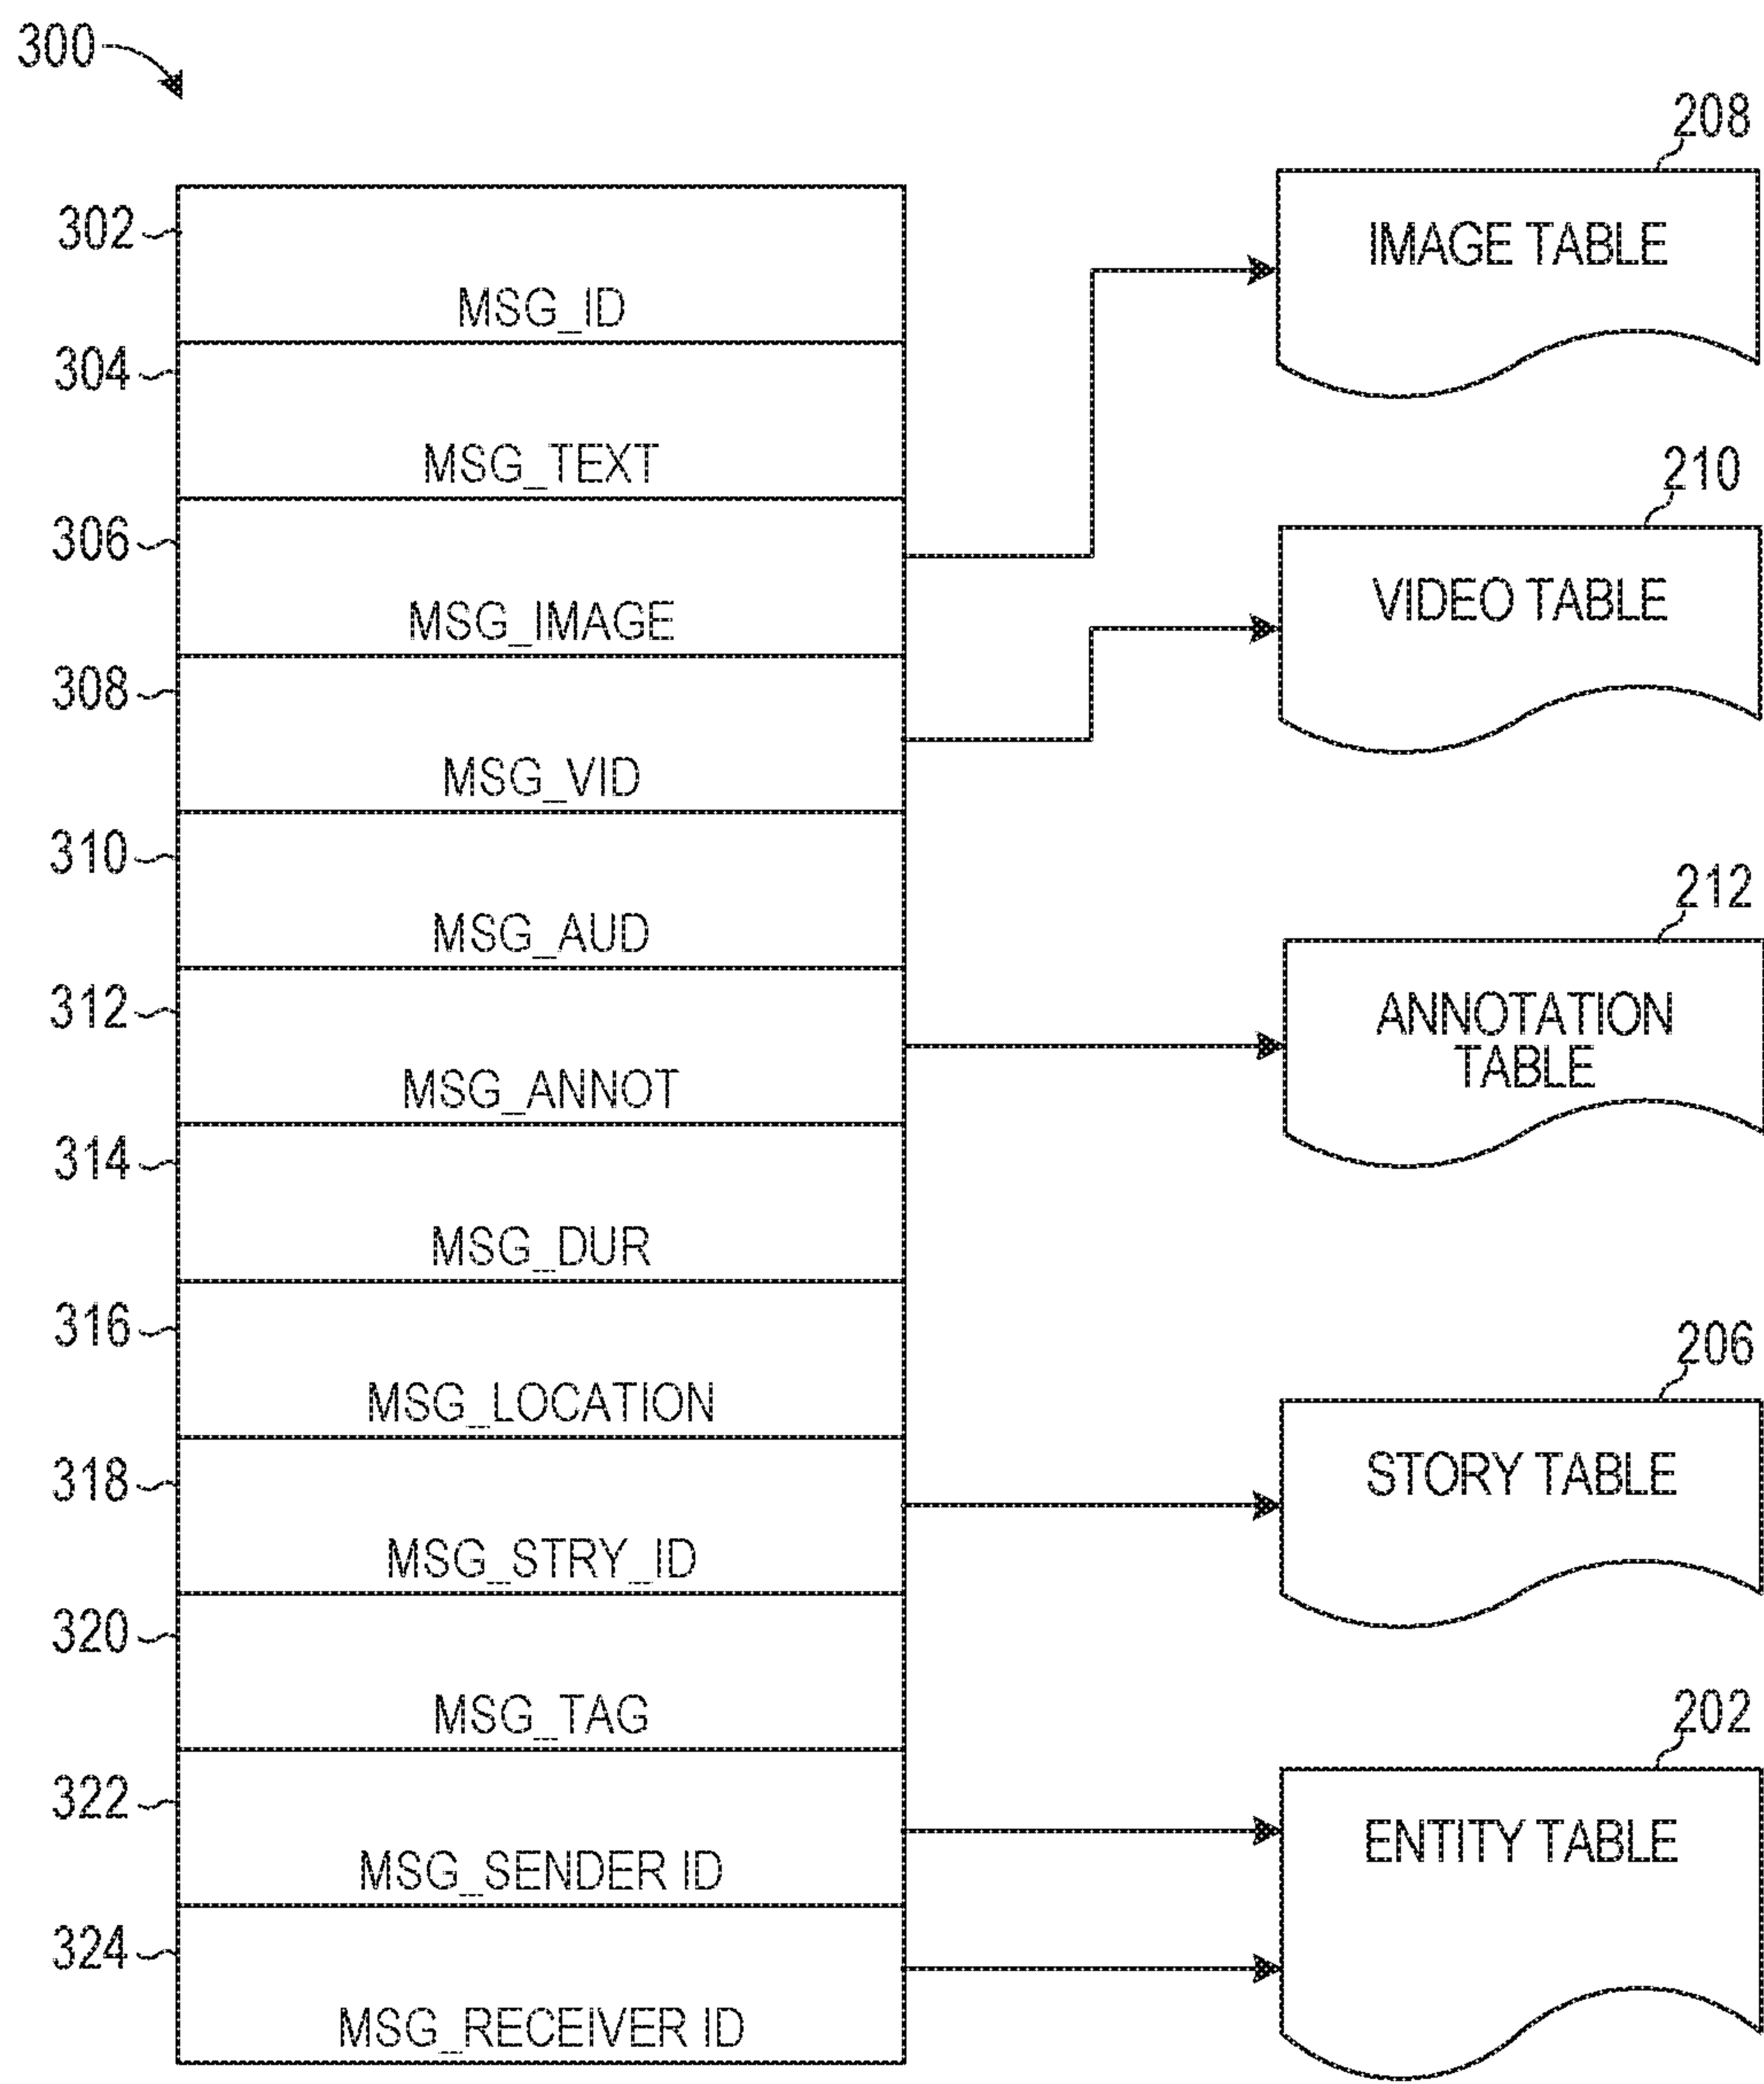 300
302
MSG_ID
304
MSG_TEXT
306
MSG_IMAGE
308
MSG_VID
310
MSG_AUD
312
MSG_ANNOT
314
MSG_DUR
316
MSG_LOCATION
318
MSG_STRY_ID
320
MSG_TAG
322
MSG_SENDER ID
324
MSG_RECEIVER ID
208
IMAGE TABLE
210
VIDEO TABLE
212
ANNOTATION
TABLE
206
STORY TABLE
202
ENTITY TABLE